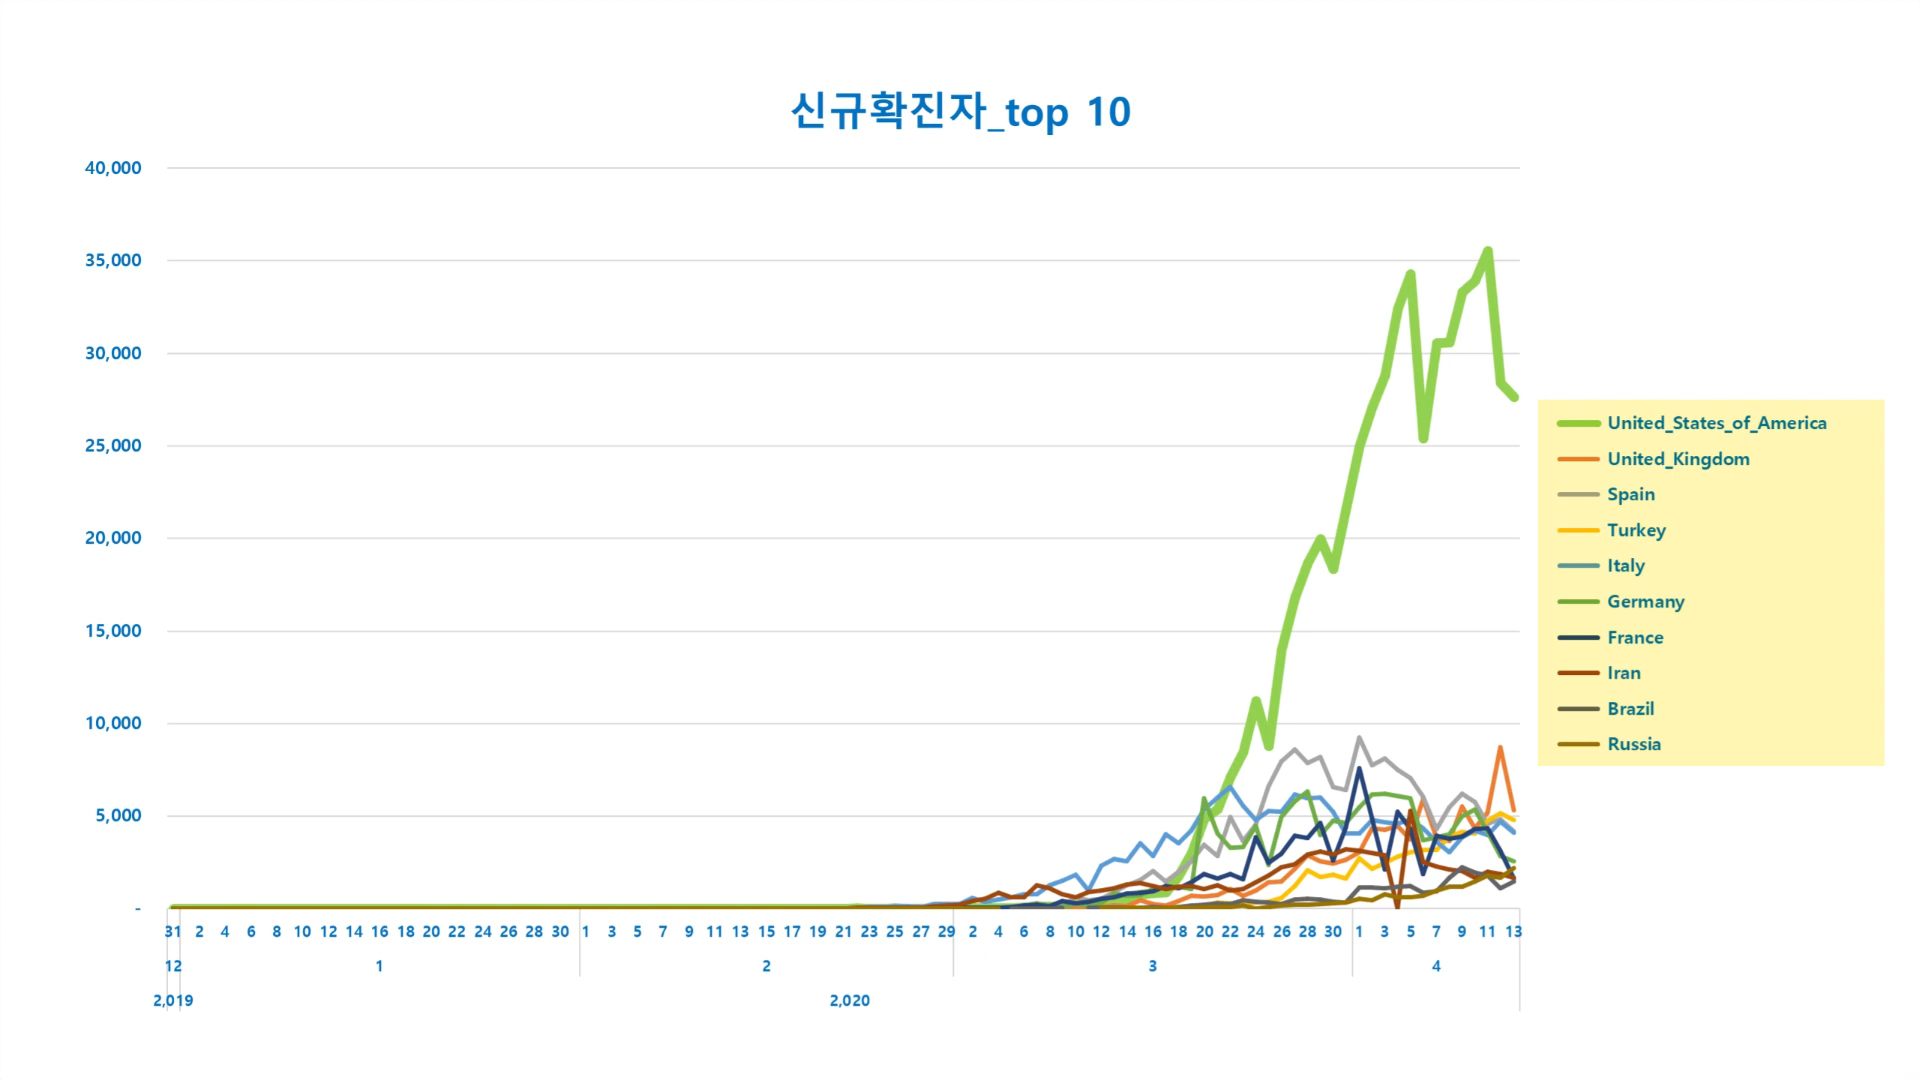 신규확진자_top 10
40,000
35,000
30,000
25,000
20,000
15,000
10,000
5,000
-
United_States_of_America
United_Kingdom
Spain
Turkey
Italy
Germany
France
Iran
Brazil
Russia
31 2 4 6 8 10 12 14 16 18 20 22 24 26 28 30 1 3 5 7 9 11 13 15 17 19 21 23 25 27 29 2 4 6 8 10 12 14 16 18 20 22 24 26 28 30 1 3 5 7 9 11 13
12 1 2 3 4
2,019 2,020